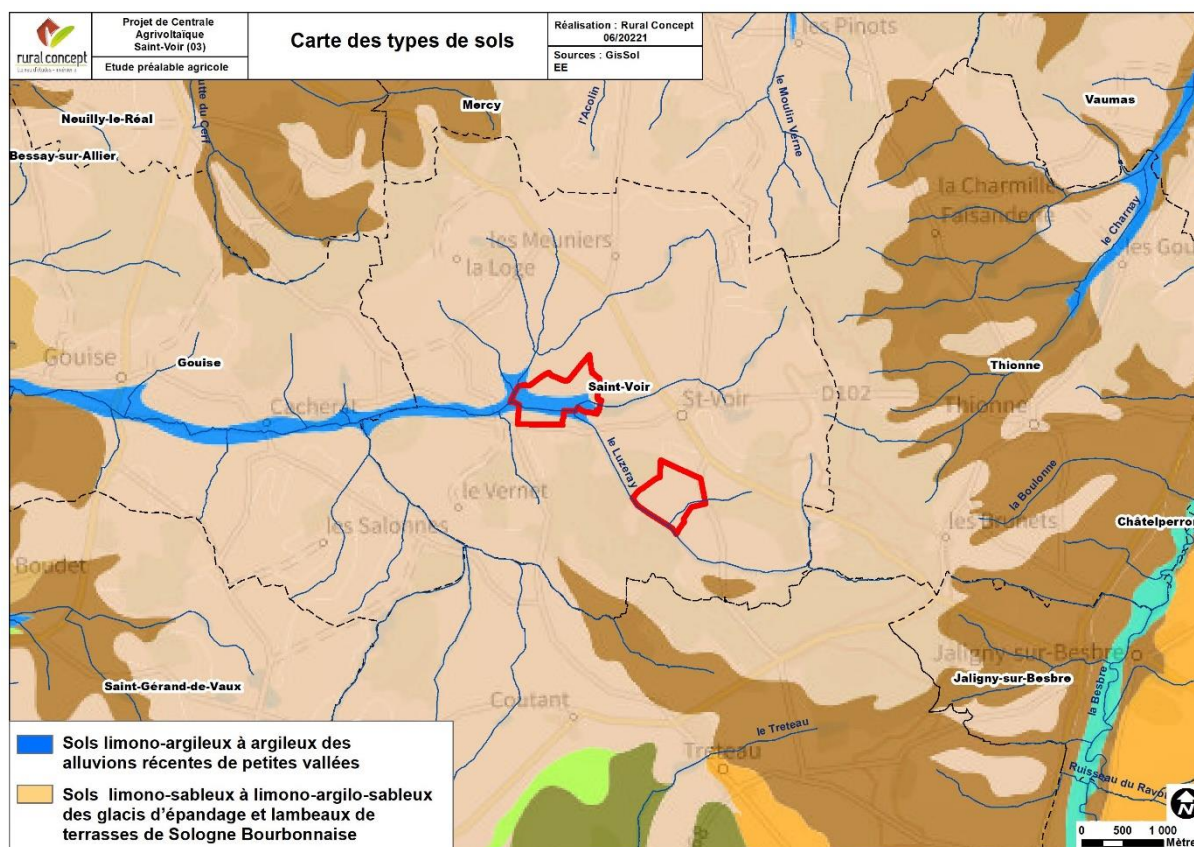 rural concept
Projet de Centrale
Agrivoltaïque
Saint-Voir (03)
Etude préalable agricole
Carte des types de sols
Réalisation : Rural Concept
06/20221
Sources : GisSol
EE
les Pinots
Mercy
l'Acolin
le Moulin Verne
Vaumas
Neuilly-le-Réal
Bessay-sur-Allier
la Charmille
Faisanderie
le Charnay
les Gou
les Meuniers
la Loge
Gouise
Gouise
Cacherat
Saint-Voir
St-Voir
D102
Thionne
Thionne
le Luzeray
la Boulonne
le Vernet
les Salonnes
les Brunets
Châtelperron
Boudet
Jaligny-sur-Besbre
Jaligny-sur-Besbre
la Besbre
Saint-Gérand-de-Vaux
Coutant
le Treteau
Treteau
Sols limono-argileux à argileux des
alluvions récentes de petites vallées
Sols limono-sableux à limono-argilo-sableux
des glacis d'épandage et lambeaux de
terrasses de Sologne Bourbonnaise
N
0 500 1 000
Mètre